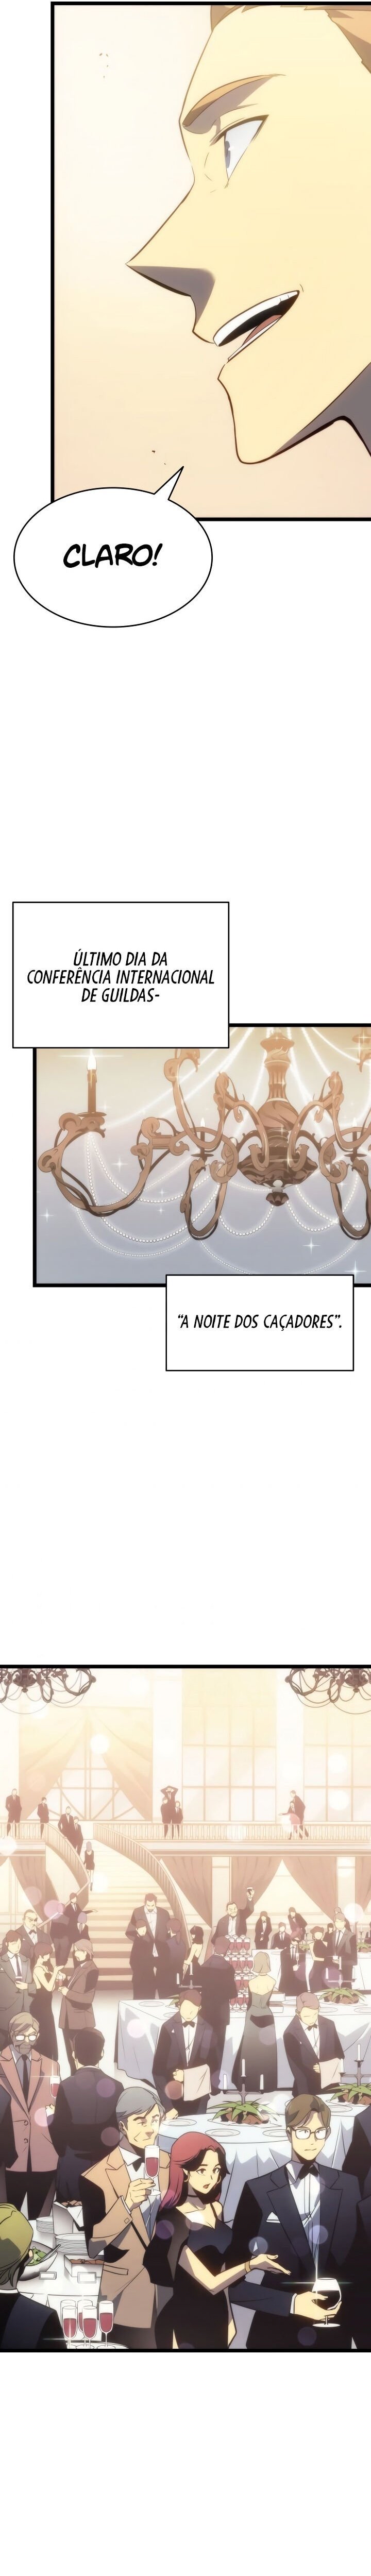 CLARO!
ÚLTIMO DIA DA
CONFERÊNCIA INTERNACIONAL
DE GUILDAS-
"A NOITE DOS CAÇADORES".